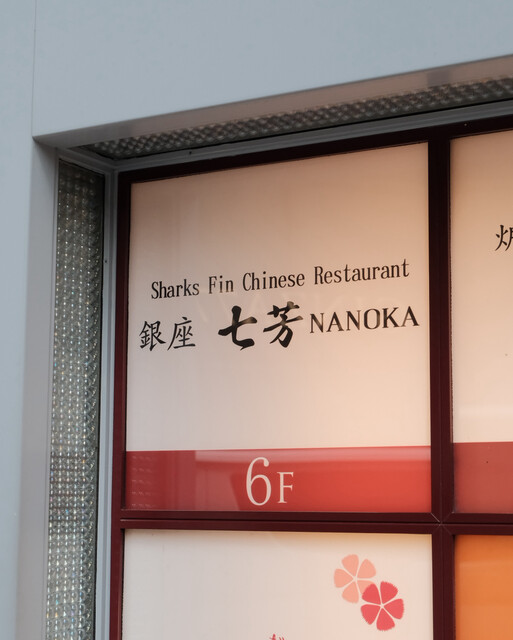 Sharks Fin Chinese Restaurant
銀座 七芳 NANOKA
6F